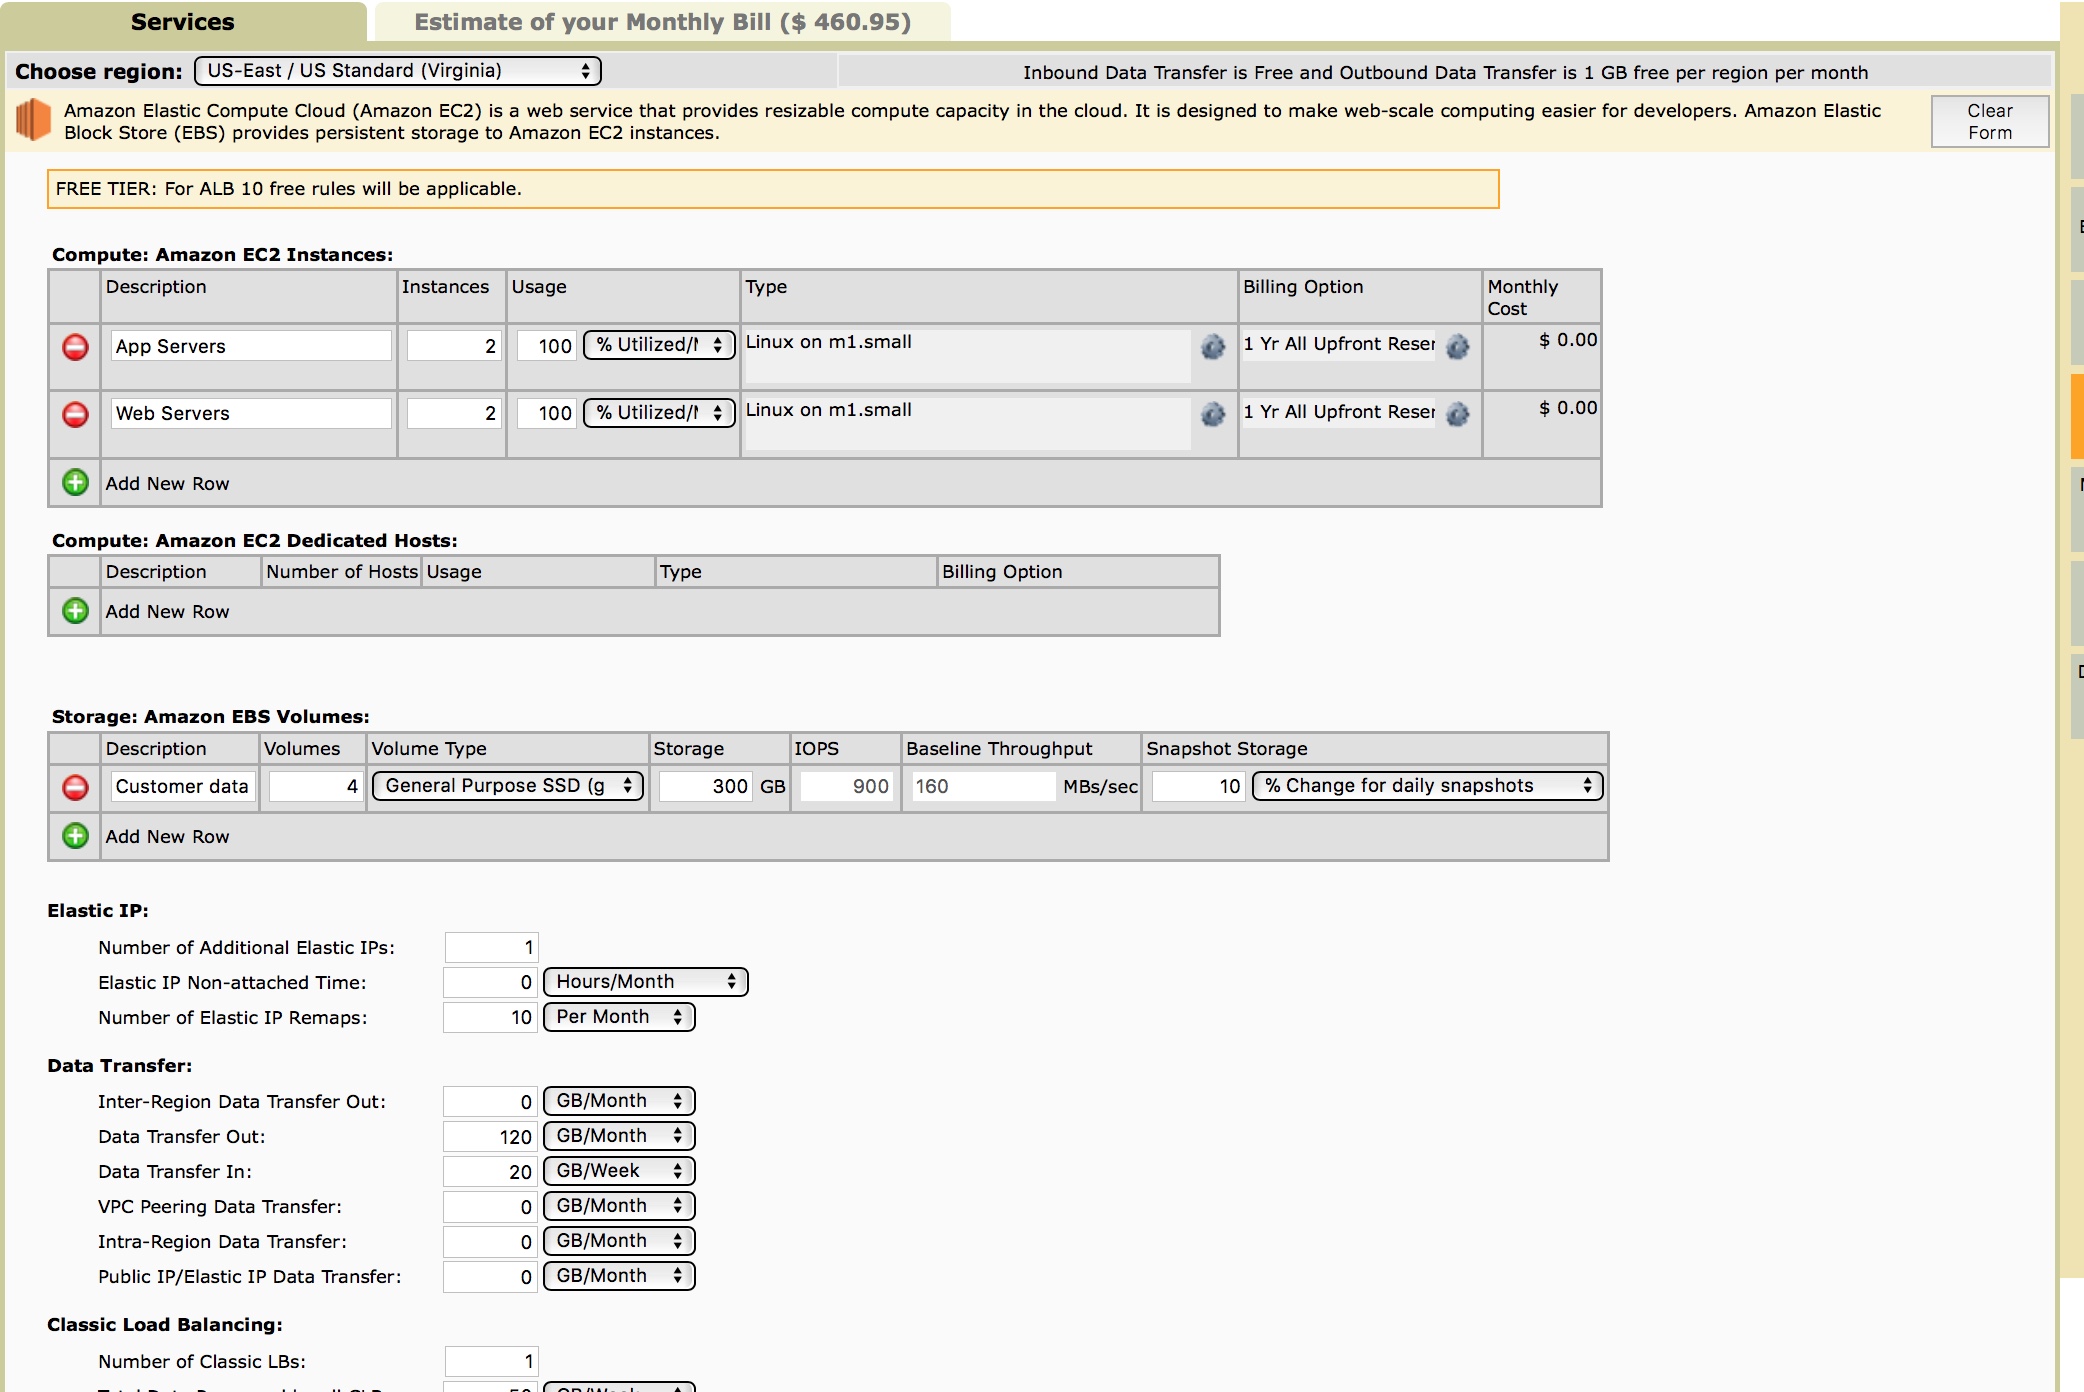 Services
Estimate of your Monthly Bill ($ 460.95)
Choose region: US-East / US Standard (Virginia)
Inbound Data Transfer is Free and Outbound Data Transfer is 1 GB free per region per month
Amazon Elastic Compute Cloud (Amazon EC2) is a web service that provides resizable compute capacity in the cloud. It is designed to make web-scale computing easier for developers. Amazon Elastic
Block Store (EBS) provides persistent storage to Amazon EC2 instances.
Clear
Form
FREE TIER: For ALB 10 free rules will be applicable.
Compute: Amazon EC2 Instances:
Description Instances Usage Type Billing Option Monthly
Cost
App Servers 2 100 % Utilized/ Linux on m1.small 1 Yr All Upfront Reser $ 0.00
Web Servers 2 100 % Utilized/ Linux on m1.small 1 Yr All Upfront Reser $ 0.00
Add New Row
Compute: Amazon EC2 Dedicated Hosts:
Description Number of Hosts Usage Type Billing Option
Add New Row
Storage: Amazon EBS Volumes:
Description Volumes Volume Type Storage IOPS Baseline Throughput Snapshot Storage
Customer data 4 General Purpose SSD (g 300 GB 900 160 MBs/sec 10 % Change for daily snapshots
Add New Row
Elastic IP:
Number of Additional Elastic IPs: 1
Elastic IP Non-attached Time: 0 Hours/Month
Number of Elastic IP Remaps: 10 Per Month
Data Transfer:
Inter-Region Data Transfer Out: 0 GB/Month
Data Transfer Out: 120 GB/Month
Data Transfer In: 20 GB/Week
VPC Peering Data Transfer: 0 GB/Month
Intra-Region Data Transfer: 0 GB/Month
Public IP/Elastic IP Data Transfer: 0 GB/Month
Classic Load Balancing:
Number of Classic LBs: 1